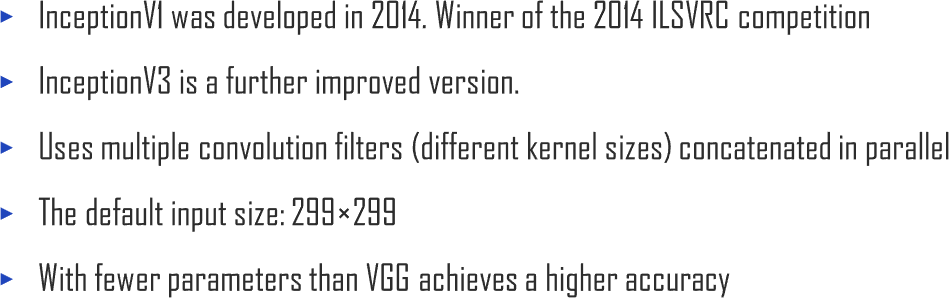 ► InceptionV1 was developed in 2014. Winner of the 2014 ILSVRC competition
► InceptionV3 is a further improved version.
► Uses multiple convolution filters (different kernel sizes) concatenated in parallel
► The default input size: 299×299
► With fewer parameters than VGG achieves a higher accuracy